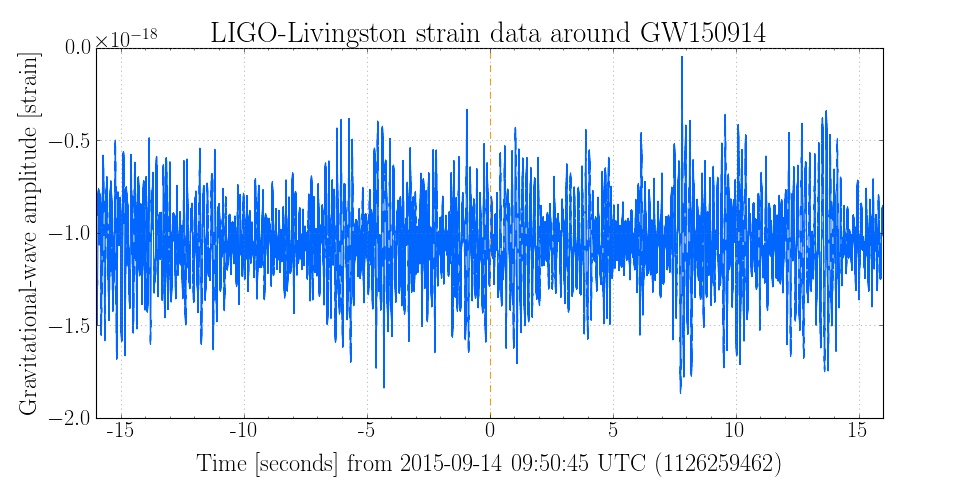 LIGO-Livingston strain data around GW150914
×10−18
0.0
−0.5
−1.0
−1.5
−2.0
Gravitational-wave amplitude [strain]
-15 -10 -5 0 5 10 15
Time [seconds] from 2015-09-14 09:50:45 UTC (1126259462)